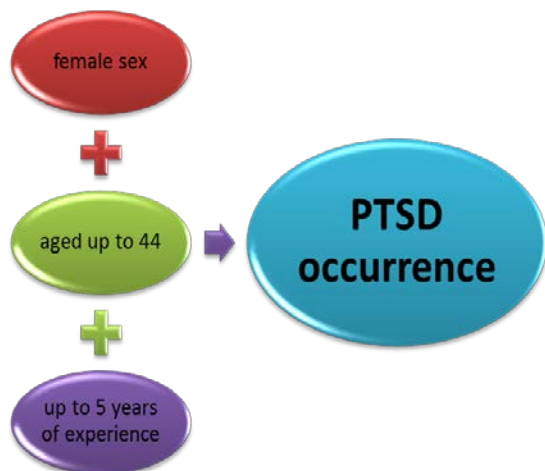 female sex
aged up to 44
up to 5 years
of experience
PTSD
occurrence